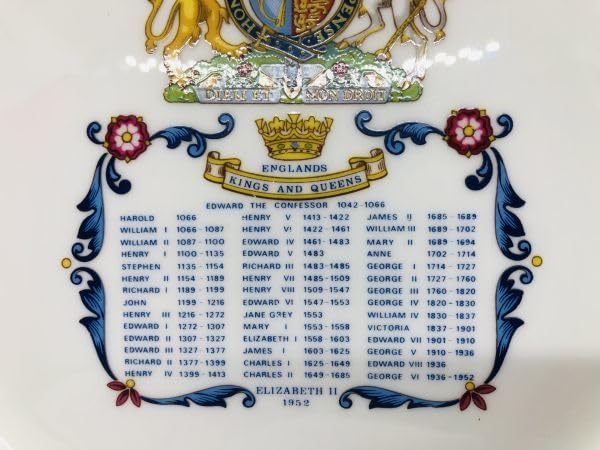 HON
PENSE
DIEU ET MON DROIT
ENGLANDS
KINGS AND QUEENS
EDWARD THE CONFESSOR 1042-1066
HAROLD 1066
WILLIAM I 1066-1087
WILLIAM II 1087-1100
HENRY I 1100-1135
STEPHEN 1135-1154
HENRY II 1154-1189
RICHARD I 1189-1199
JOHN 1199-1216
HENRY III 1216-1272
EDWARD I 1272-1307
EDWARD II 1307-1327
EDWARD III 1327-1377
RICHARD II 1377-1399
HENRY IV 1399-1413
HENRY V 1413-1422
HENRY VI 1422-1461
EDWARD IV 1461-1483
EDWARD V 1483
RICHARD III 1483-1485
HENRY VII 1485-1509
HENRY VIII 1509-1547
EDWARD VI 1547-1553
JANE GREY 1553
MARY I 1553-1558
ELIZABETH I 1558-1603
JAMES I 1603-1625
CHARLES I 1625-1649
CHARLES II 1649-1685
JAMES II 1685-1689
WILLIAM III 1689-1702
MARY II 1689-1694
ANNE 1702-1714
GEORGE I 1714-1727
GEORGE II 1727-1760
GEORGE III 1760-1820
GEORGE IV 1820-1830
WILLIAM IV 1830-1837
VICTORIA 1837-1901
EDWARD VII 1901-1910
GEORGE V 1910-1936
EDWARD VIII 1936
GEORGE VI 1936-1952
ELIZABETH II
1952